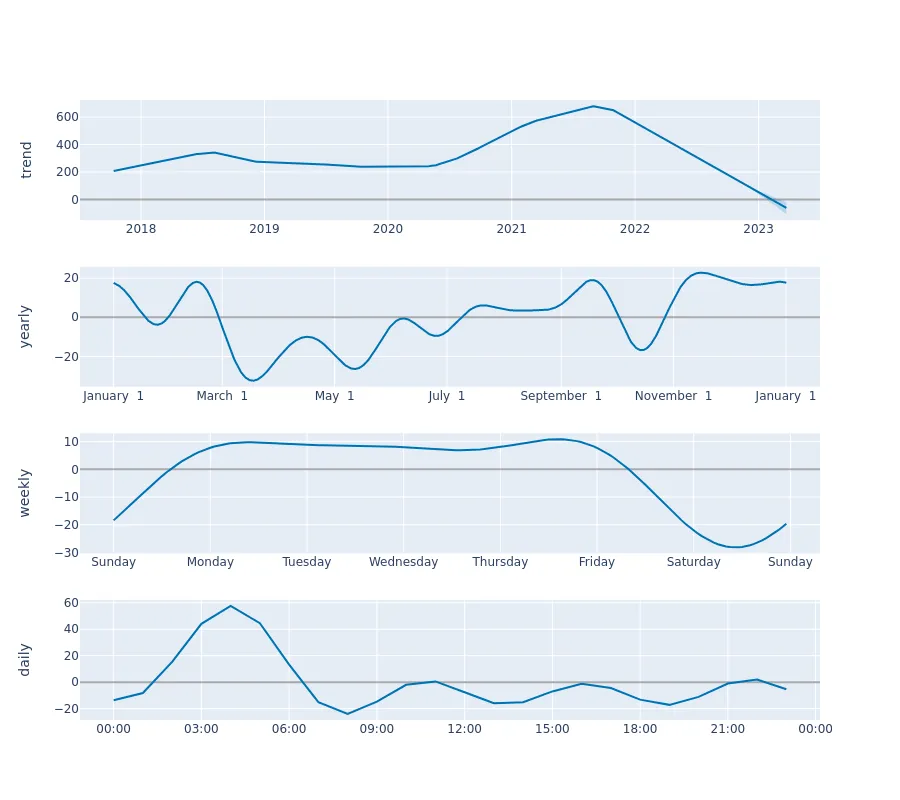 trend
600
400
200
0
2018 2019 2020 2021 2022 2023
yearly
20
0
−20
January 1 March 1 May 1 July 1 September 1 November 1 January 1
weekly
10
0
−10
−20
−30
Sunday Monday Tuesday Wednesday Thursday Friday Saturday Sunday
daily
60
40
20
0
−20
00:00 03:00 06:00 09:00 12:00 15:00 18:00 21:00 00:00